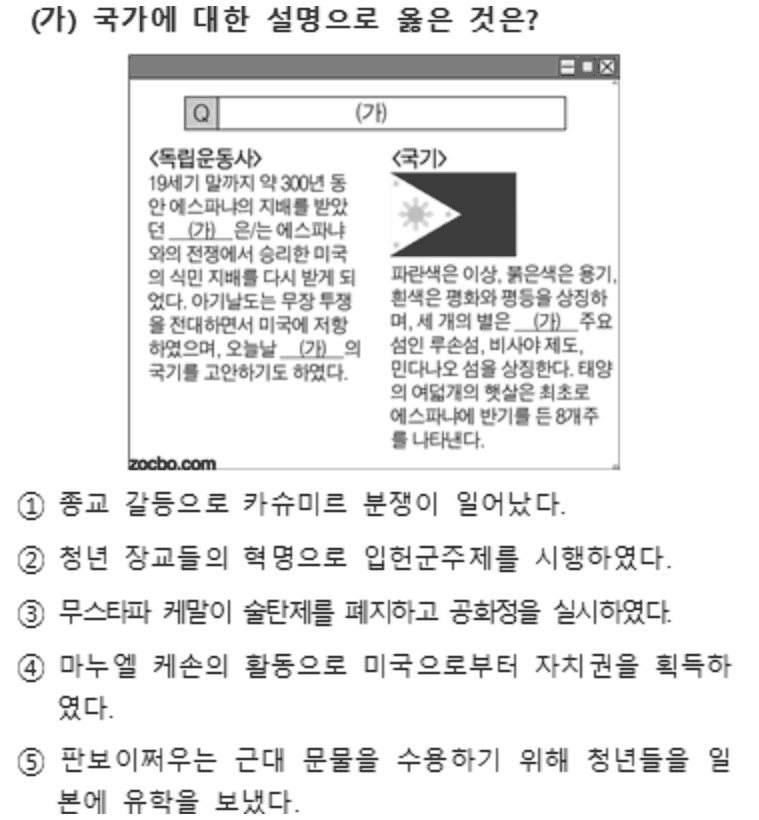 (가) 국가에 대한 설명으로 옳은 것은?
Q (가)
<독립운동사>
19세기 말까지 약 300년 동
안 에스파냐의 지배를 받았
던 (가) 은/는 에스파냐
와의 전쟁에서 승리한 미국
의 식민 지배를 다시 받게 되
었다. 아기날도는 무장 투쟁
을 전대하면서 미국에 저항
하였으며, 오늘날 (가) 의
국기를 고안하기도 하였다.
<국기>
파란색은 이상, 붉은색은 용기,
흰색은 평화와 평등을 상징하
며, 세 개의 별은 (가) 주요
섬인 루손섬, 비사야 제도,
민다나오 섬을 상징한다. 태양
의 여덟개의 햇살은 최초로
에스파냐에 반기를 든 8개주
를 나타낸다.
zocbo.com
① 종교 갈등으로 카슈미르 분쟁이 일어났다.
② 청년 장교들의 혁명으로 입헌군주제를 시행하였다.
③ 무스타파 케말이 술탄제를 폐지하고 공화정을 실시하였다.
④ 마누엘 케손의 활동으로 미국으로부터 자치권을 획득하
였다.
⑤ 판보이쩌우는 근대 문물을 수용하기 위해 청년들을 일
본에 유학을 보냈다.